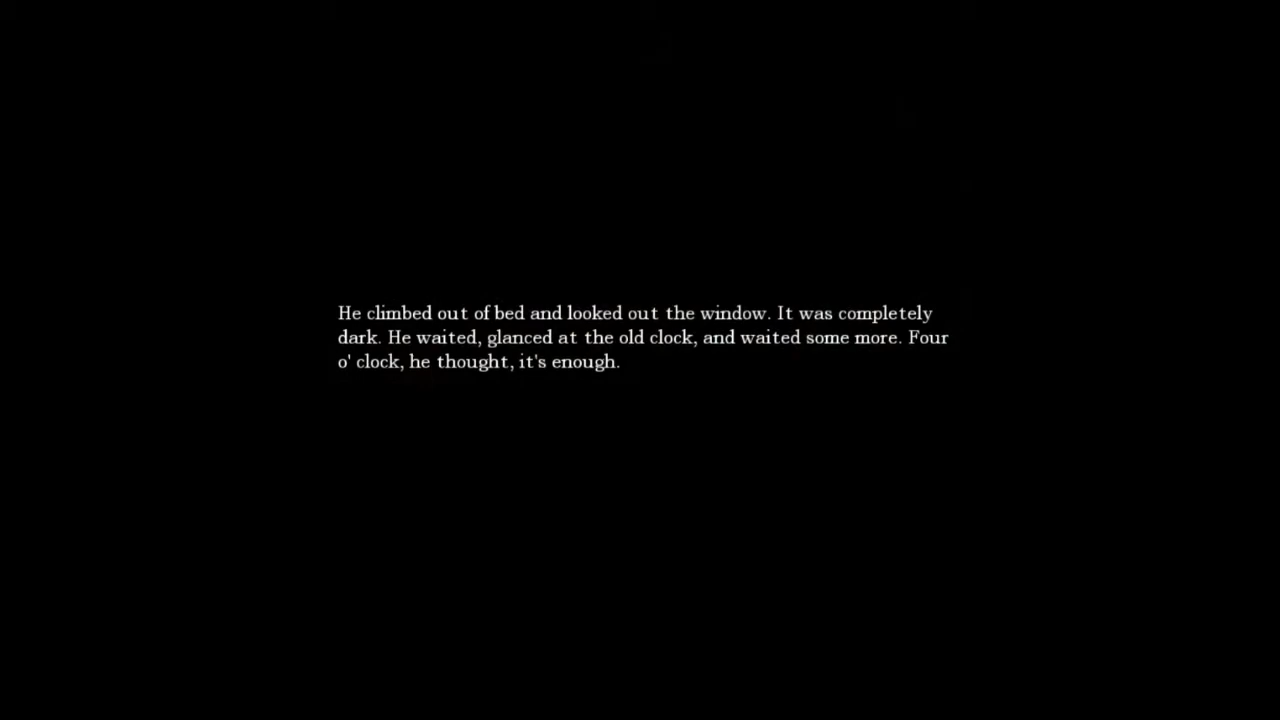 He climbed out of bed and looked out the window. It was completely
dark. He waited, glanced at the old clock, and waited some more. Four
o' clock, he thought, it's enough.